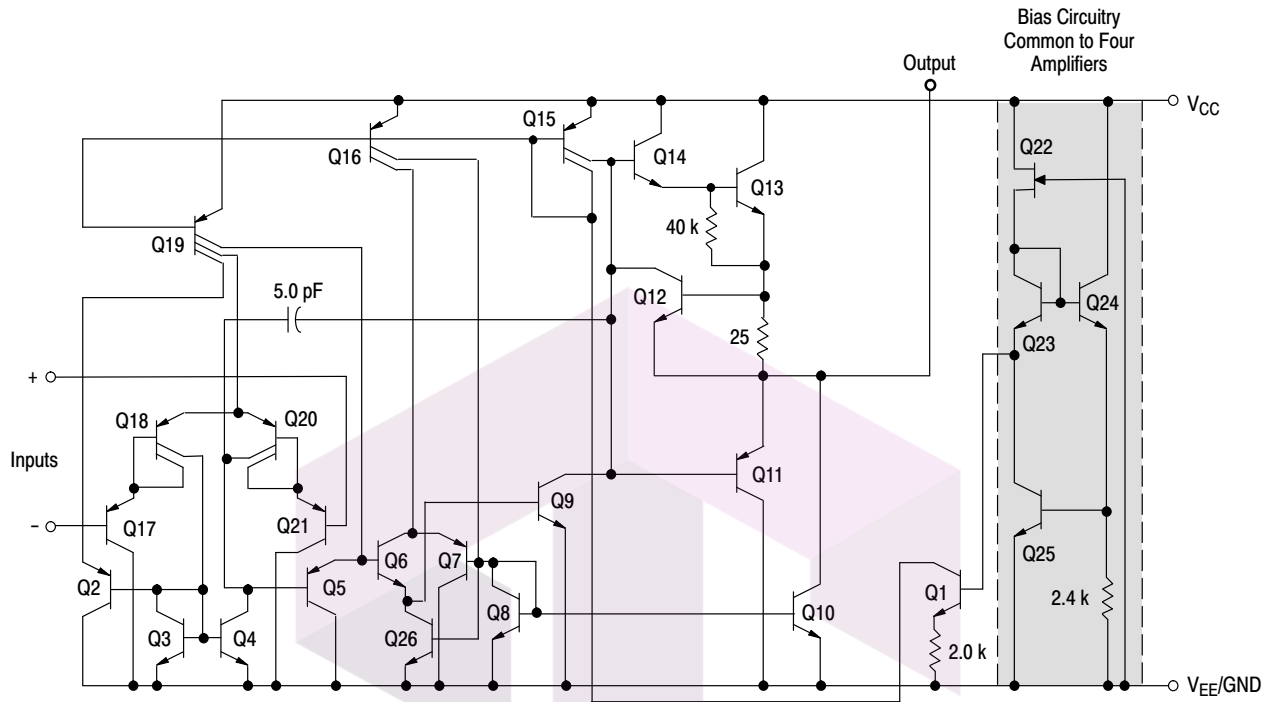 Bias Circuitry
Common to Four
Amplifiers
Output
V_CC
Q15
Q22
Q16
Q14
Q13
Q19
40 k
5.0 pF
Q12
Q24
25
Q23
+
Q18
Q20
Inputs
Q11
Q9
-
Q17
Q21
Q25
Q6
Q7
Q2
Q5
Q1
2.4 k
Q3
Q4
Q8
Q10
Q26
2.0 k
V_EE/GND